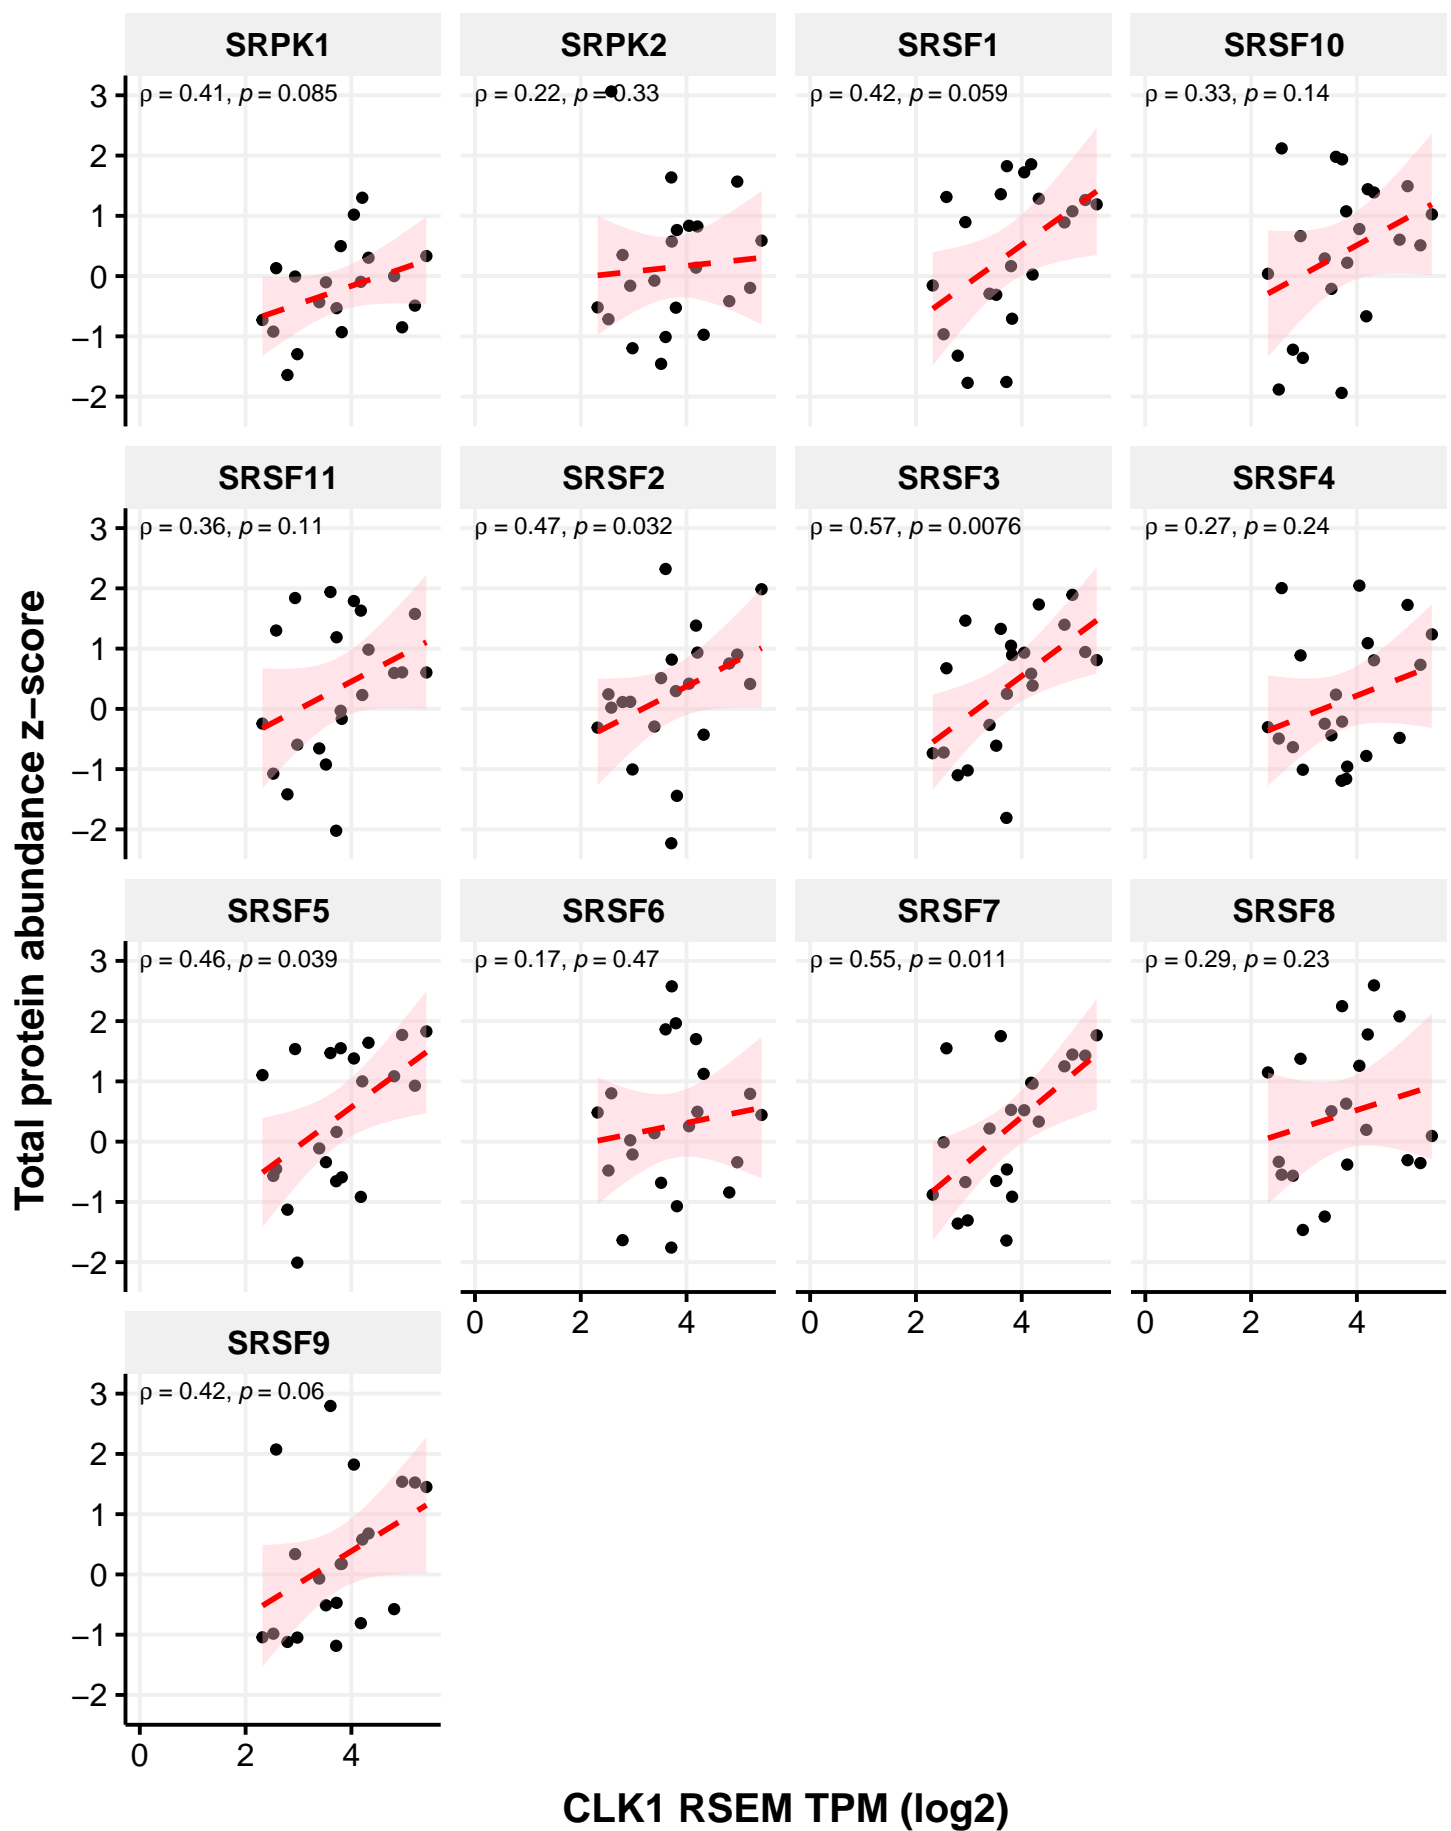 SRPK1 SRPK2 SRSF1 SRSF10
ρ = 0.41, p = 0.085 ρ = 0.22, p = 0.33 ρ = 0.42, p = 0.059 ρ = 0.33, p = 0.14
3
2
1
0
−1
−2
SRSF11 SRSF2 SRSF3 SRSF4
ρ = 0.36, p = 0.11 ρ = 0.47, p = 0.032 ρ = 0.57, p = 0.0076 ρ = 0.27, p = 0.24
3
2
1
0
−1
−2
Total protein abundance z−score
SRSF5 SRSF6 SRSF7 SRSF8
ρ = 0.46, p = 0.039 ρ = 0.17, p = 0.47 ρ = 0.55, p = 0.011 ρ = 0.29, p = 0.23
3
2
1
0
−1
−2
0 2 4 0 2 4 0 2 4
SRSF9
ρ = 0.42, p = 0.06
3
2
1
0
−1
−2
0 2 4
CLK1 RSEM TPM (log2)